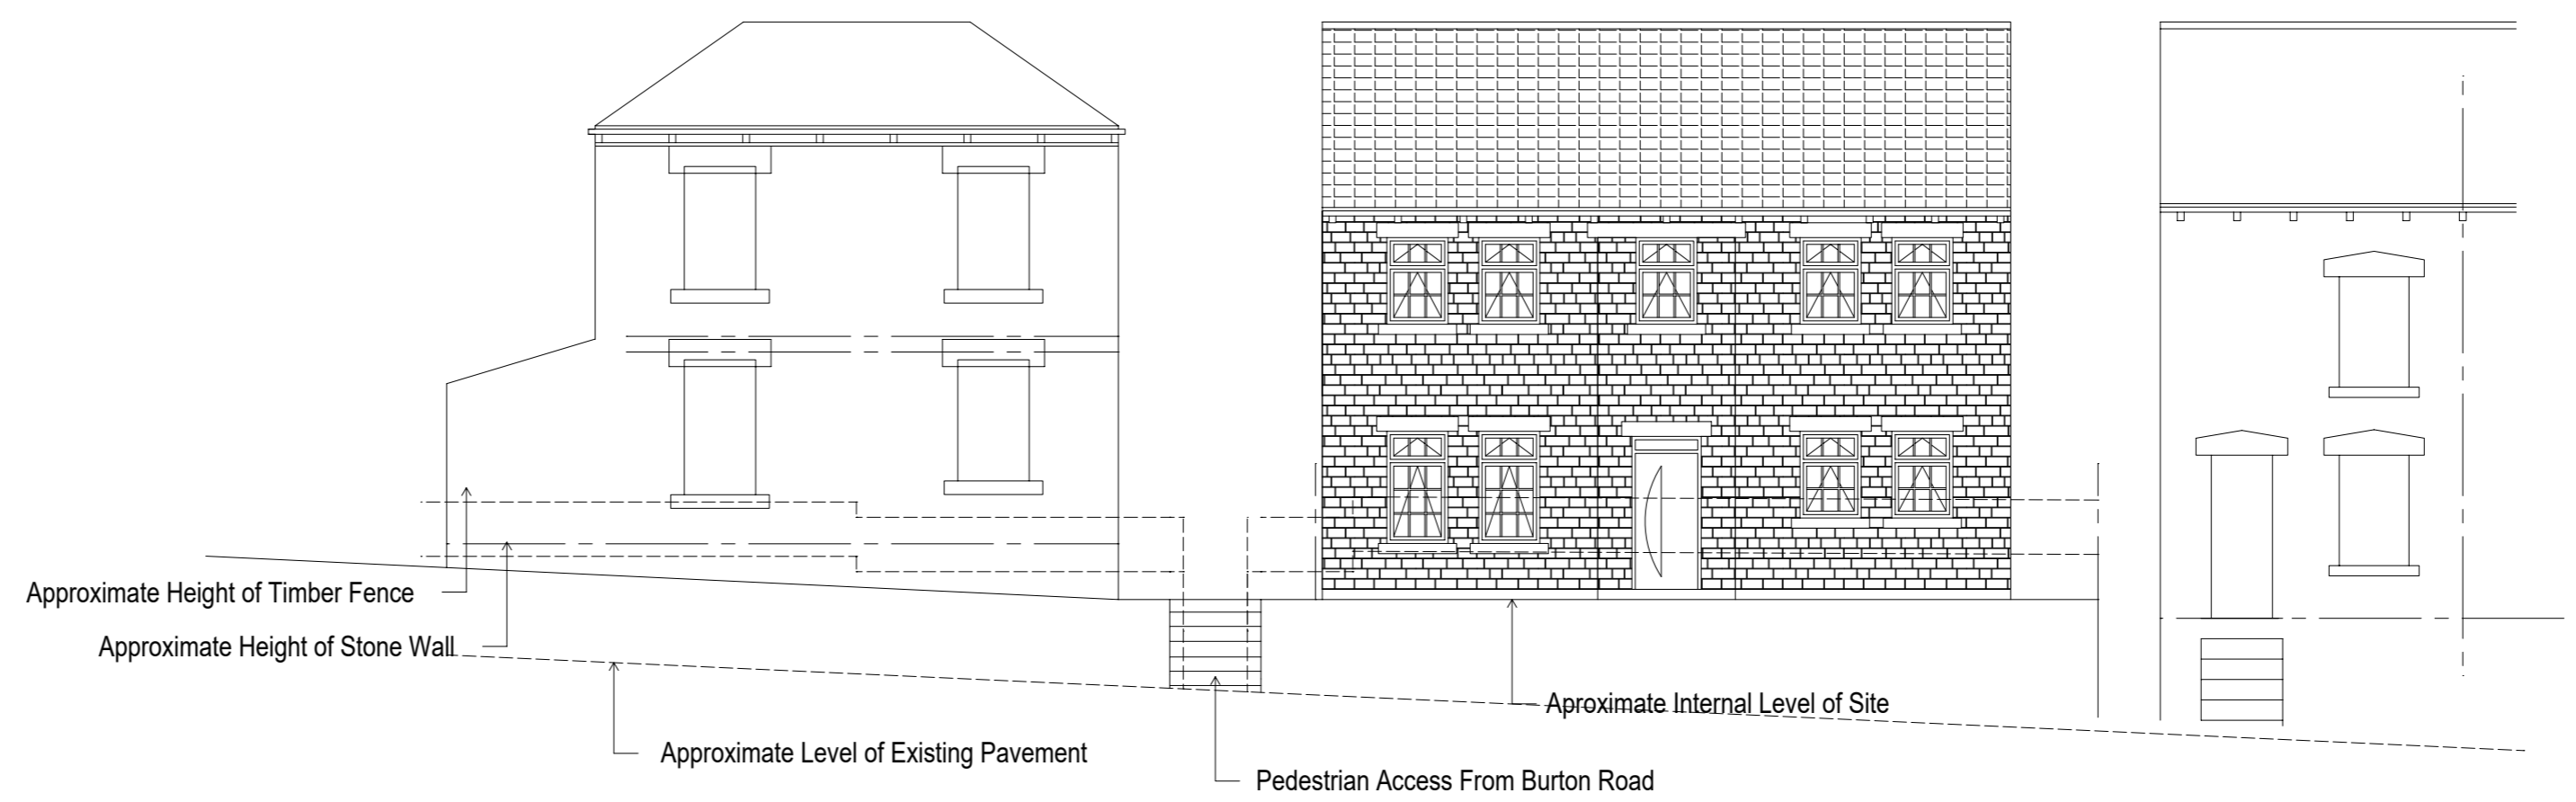 Approximate Height of Timber Fence
Approximate Height of Stone Wall
Aproximate Internal Level of Site
Approximate Level of Existing Pavement
Pedestrian Access From Burton Road